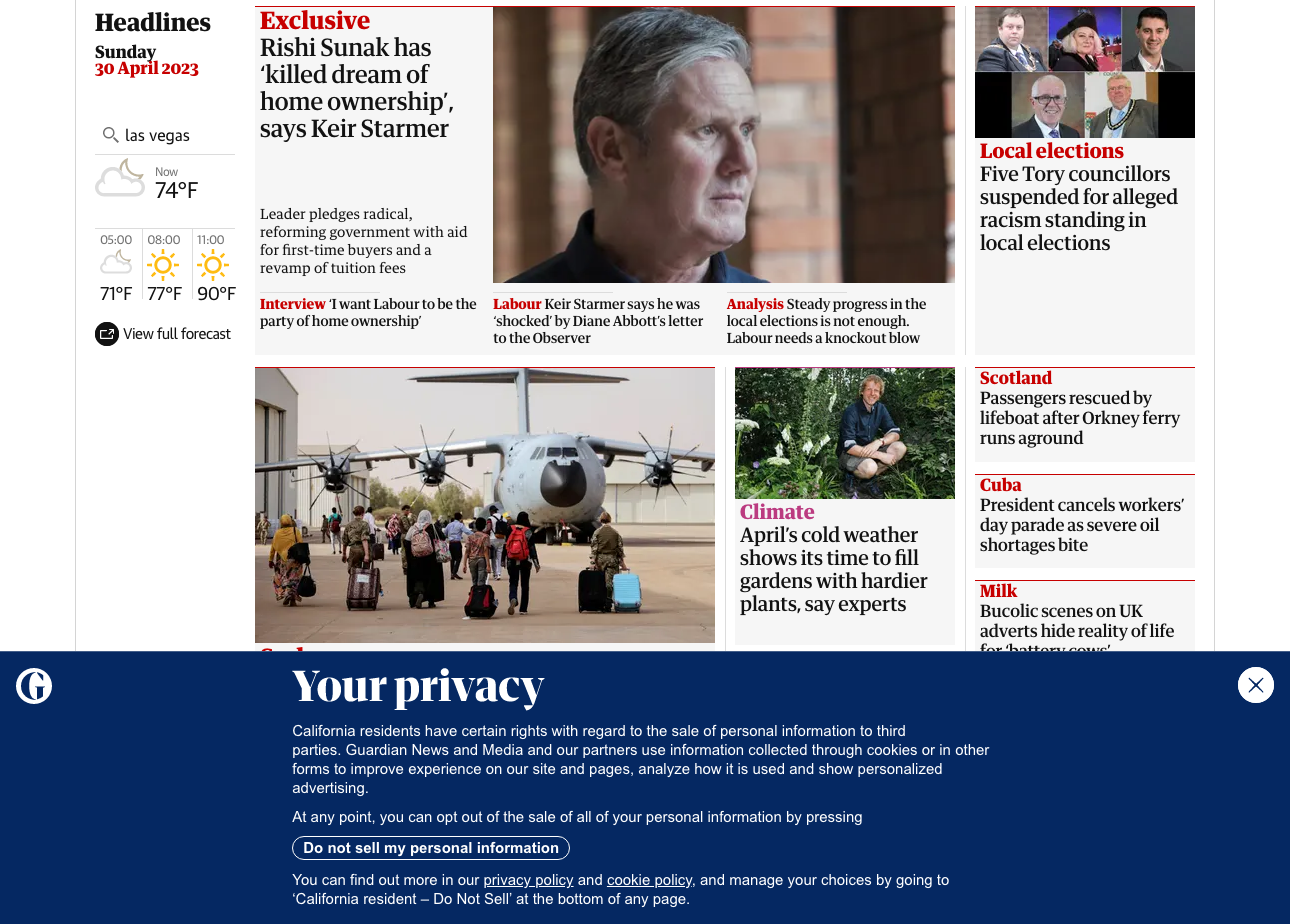 Headlines
Sunday
30 April 2023
las vegas
Now
74°F
05:00
08:00
11:00
71°F
77°F
90°F
View full forecast
Exclusive
Rishi Sunak has
‘killed dream of
home ownership’,
says Keir Starmer
Leader pledges radical,
reforming government with aid
for first-time buyers and a
revamp of tuition fees
Interview ‘I want Labour to be the
party of home ownership’
Labour Keir Starmer says he was
‘shocked’ by Diane Abbott’s letter
to the Observer
Analysis Steady progress in the
local elections is not enough.
Labour needs a knockout blow
Local elections
Five Tory councillors
suspended for alleged
racism standing in
local elections
Climate
April’s cold weather
shows its time to fill
gardens with hardier
plants, say experts
Scotland
Passengers rescued by
lifeboat after Orkney ferry
runs aground
Cuba
President cancels workers’
day parade as severe oil
shortages bite
Milk
Bucolic scenes on UK
adverts hide reality of life
for ‘battery cows’
Your privacy
California residents have certain rights with regard to the sale of personal information to third
parties. Guardian News and Media and our partners use information collected through cookies or in other
forms to improve experience on our site and pages, analyze how it is used and show personalized
advertising.
At any point, you can opt out of the sale of all of your personal information by pressing
Do not sell my personal information
You can find out more in our privacy policy and cookie policy, and manage your choices by going to
‘California resident – Do Not Sell’ at the bottom of any page.